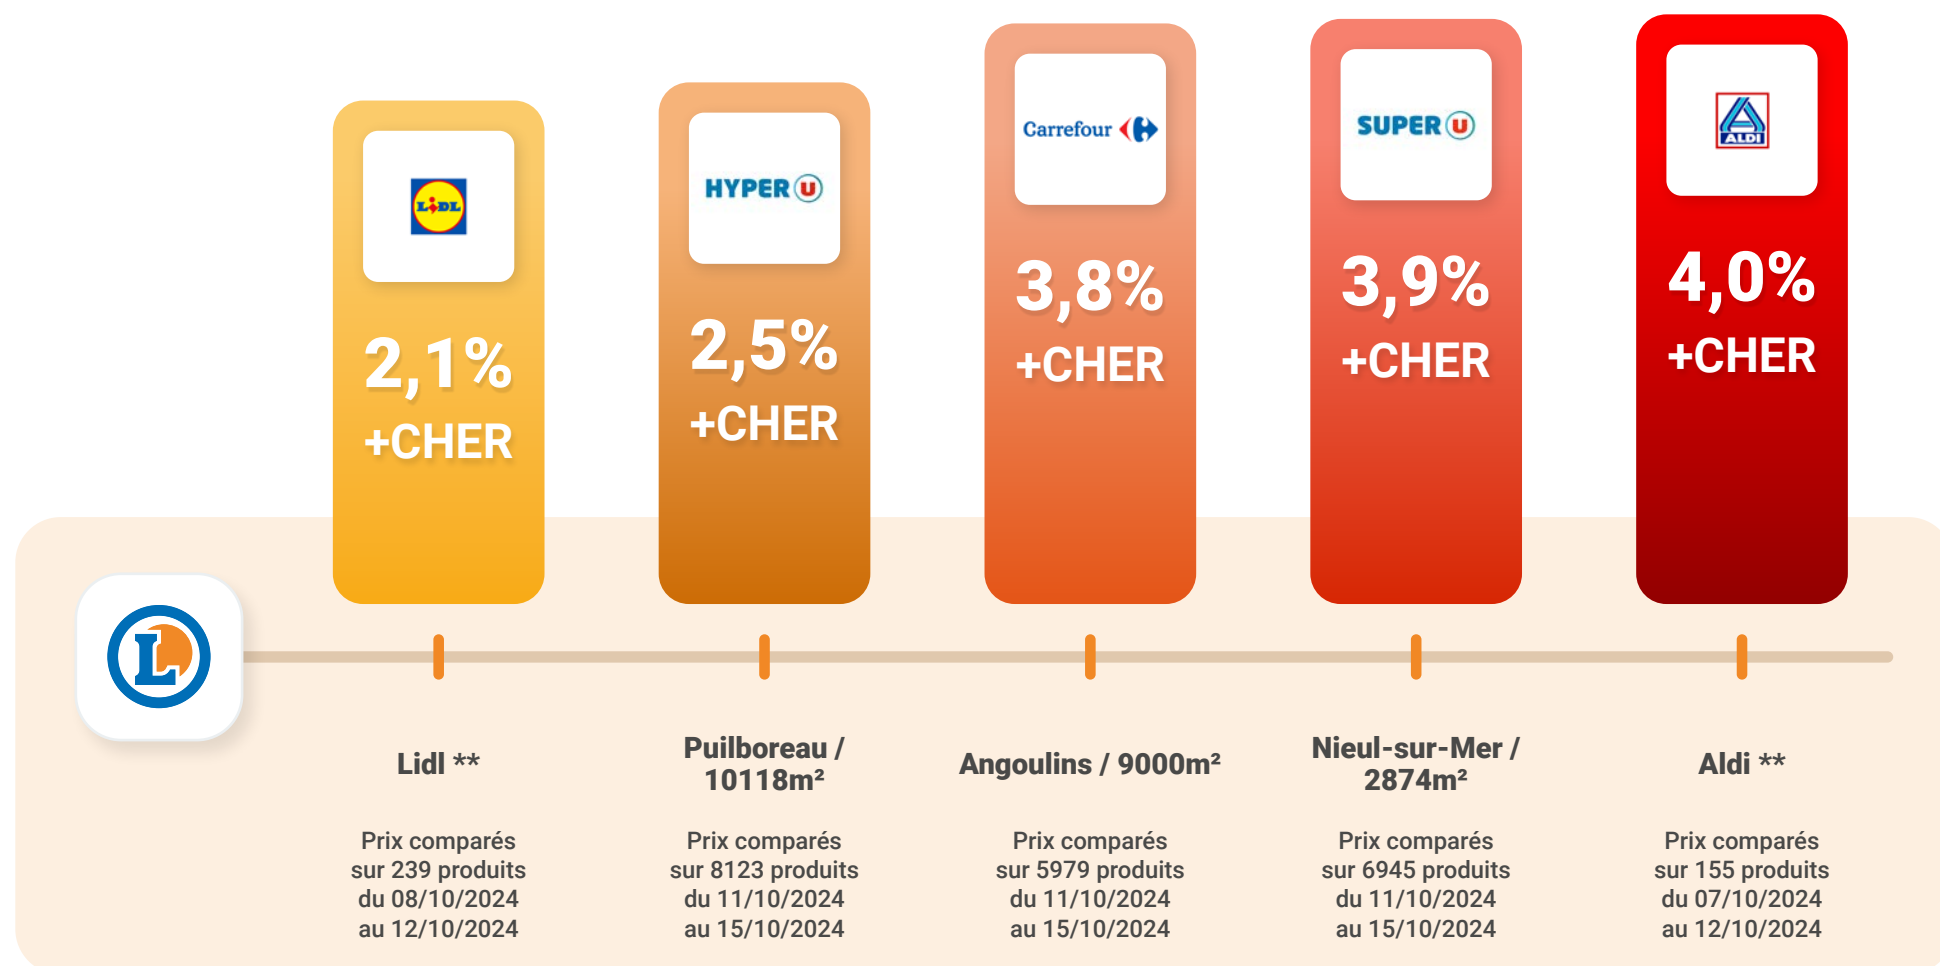 LiDL
2,1%
+CHER
HYPER U
2,5%
+CHER
Carrefour
3,8%
+CHER
SUPER U
3,9%
+CHER
ALDI
4,0%
+CHER
L
Lidl **
Prix comparés
sur 239 produits
du 08/10/2024
au 12/10/2024
Puilboreau /
10118m²
Prix comparés
sur 8123 produits
du 11/10/2024
au 15/10/2024
Angoulins / 9000m²
Prix comparés
sur 5979 produits
du 11/10/2024
au 15/10/2024
Nieul-sur-Mer /
2874m²
Prix comparés
sur 6945 produits
du 11/10/2024
au 15/10/2024
Aldi **
Prix comparés
sur 155 produits
du 07/10/2024
au 12/10/2024